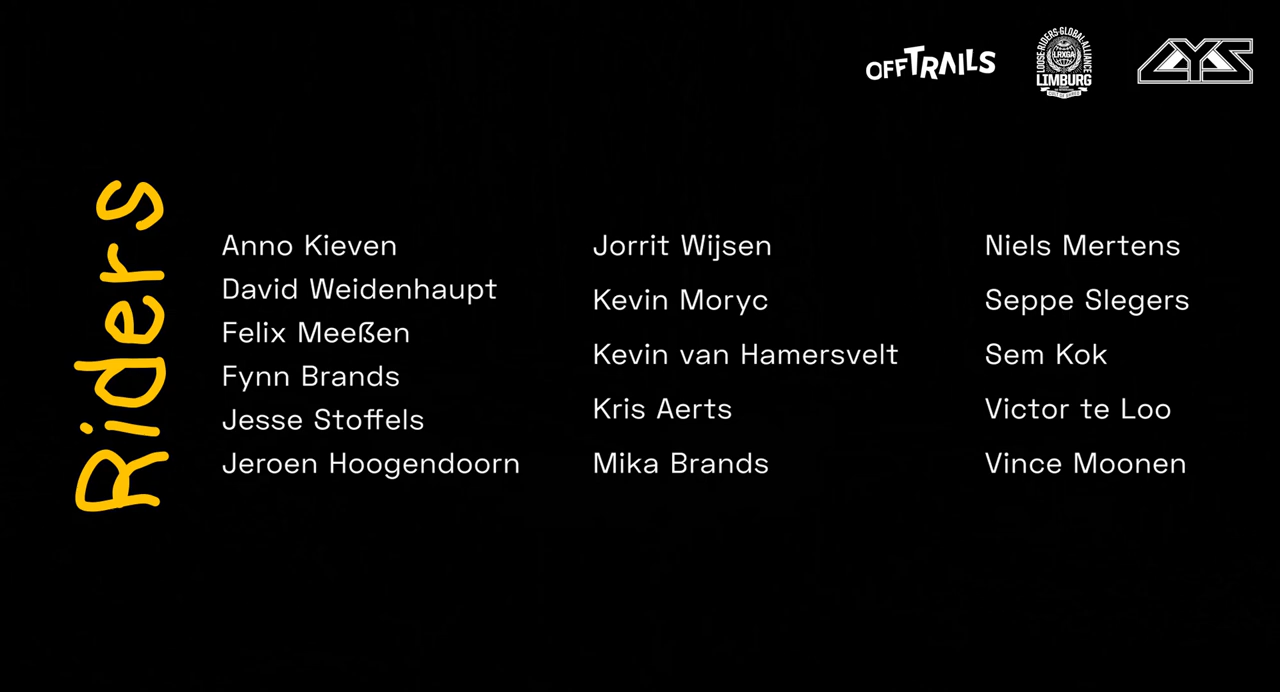 OFFTRAILS
LOOSE RIDERS GLOBAL ALLIANCE
LRXGA
LIMBURG
Riders
Anno Kieven
David Weidenhaupt
Felix Meeßen
Fynn Brands
Jesse Stoffels
Jeroen Hoogendoorn
Jorrit Wijsen
Kevin Moryc
Kevin van Hamersvelt
Kris Aerts
Mika Brands
Niels Mertens
Seppe Slegers
Sem Kok
Victor te Loo
Vince Moonen